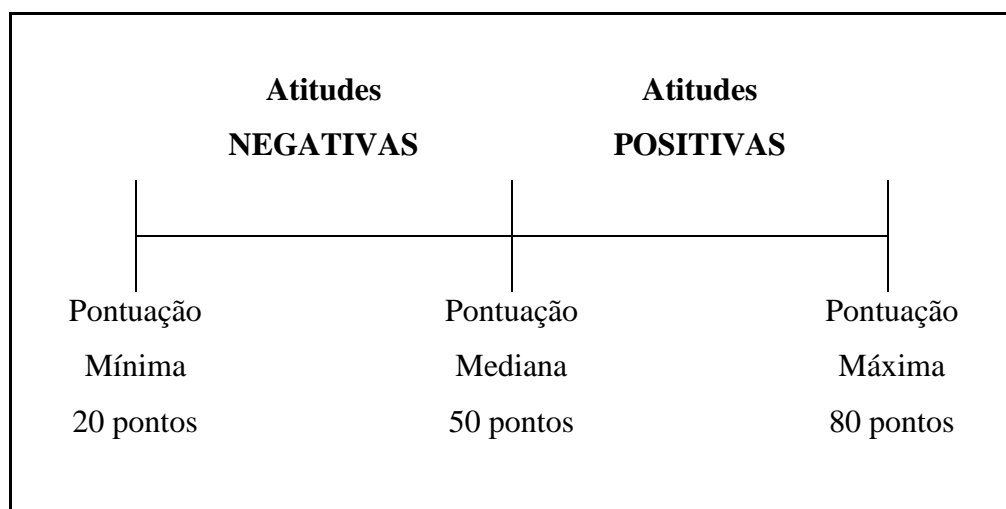 Atitudes Atitudes
NEGATIVAS POSITIVAS
Pontuação Pontuação Pontuação
Mínima Mediana Máxima
20 pontos 50 pontos 80 pontos